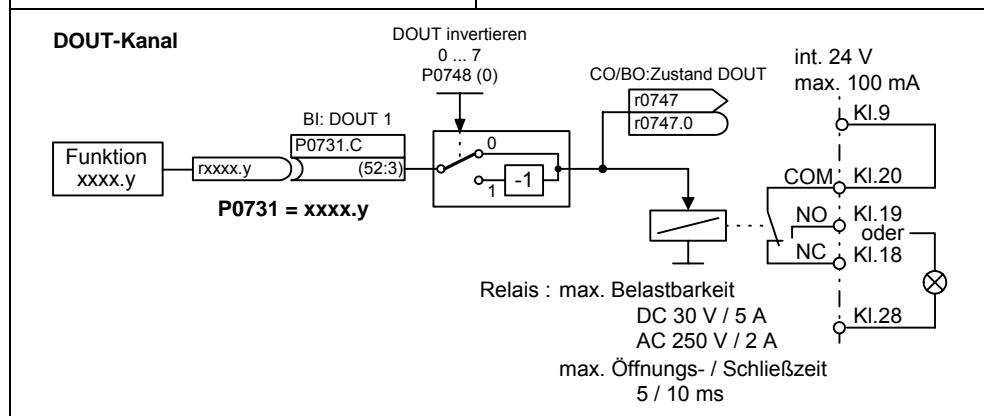 DOUT-Kanal
DOUT invertieren
0 ... 7
P0748 (0)
CO/BO:Zustand DOUT
r0747
r0747.0
int. 24 V
max. 100 mA
Kl.9
BI: DOUT 1
P0731.C
(52:3)
Funktion
xxxx.y
rxxxx.y
P0731 = xxxx.y
0
1
-1
COM
Kl.20
NO
Kl.19
oder
NC
Kl.18
Kl.28
Relais : max. Belastbarkeit
DC 30 V / 5 A
AC 250 V / 2 A
max. Öffnungs- / Schließzeit
5 / 10 ms